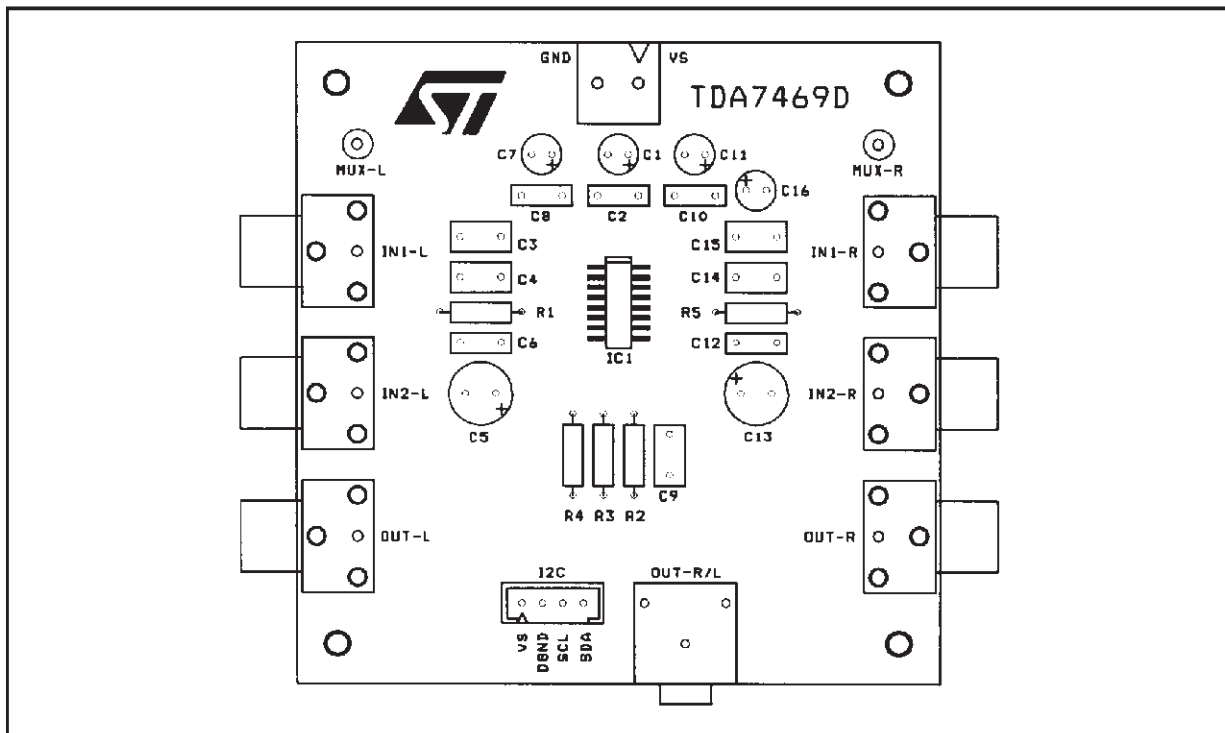 GND VS
ST
TDA7469D
C7 C1 C11
MUX-L MUX-R
C16
C8 C2 C10
C3 C15
IN1-L IN1-R
C4 C14
R1 R5
C6 C12
IC1
IN2-L IN2-R
C5 C13
C9
R4 R3 R2
OUT-L OUT-R
I2C OUT-R/L
VS
DGND
SCL
SDA